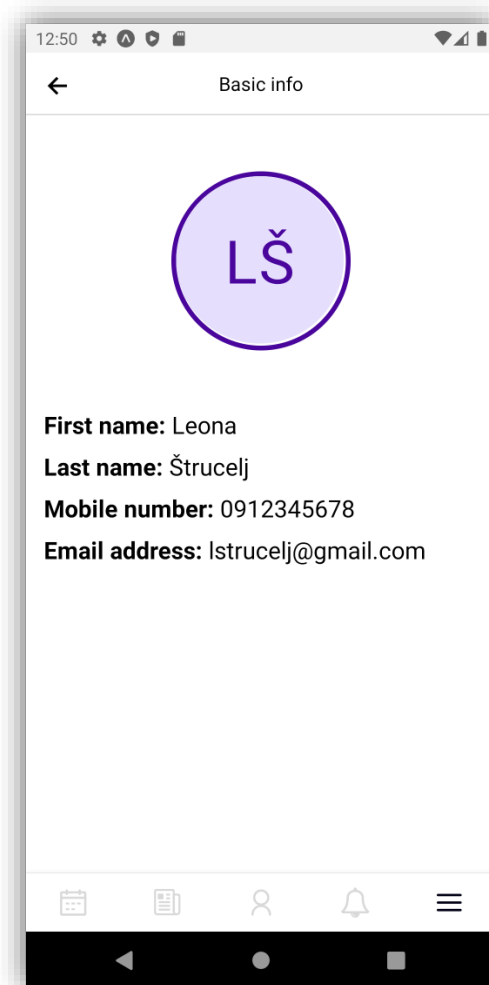 12:50
Basic info
LŠ
First name: Leona
Last name: Štrucelj
Mobile number: 0912345678
Email address: lstrucelj@gmail.com